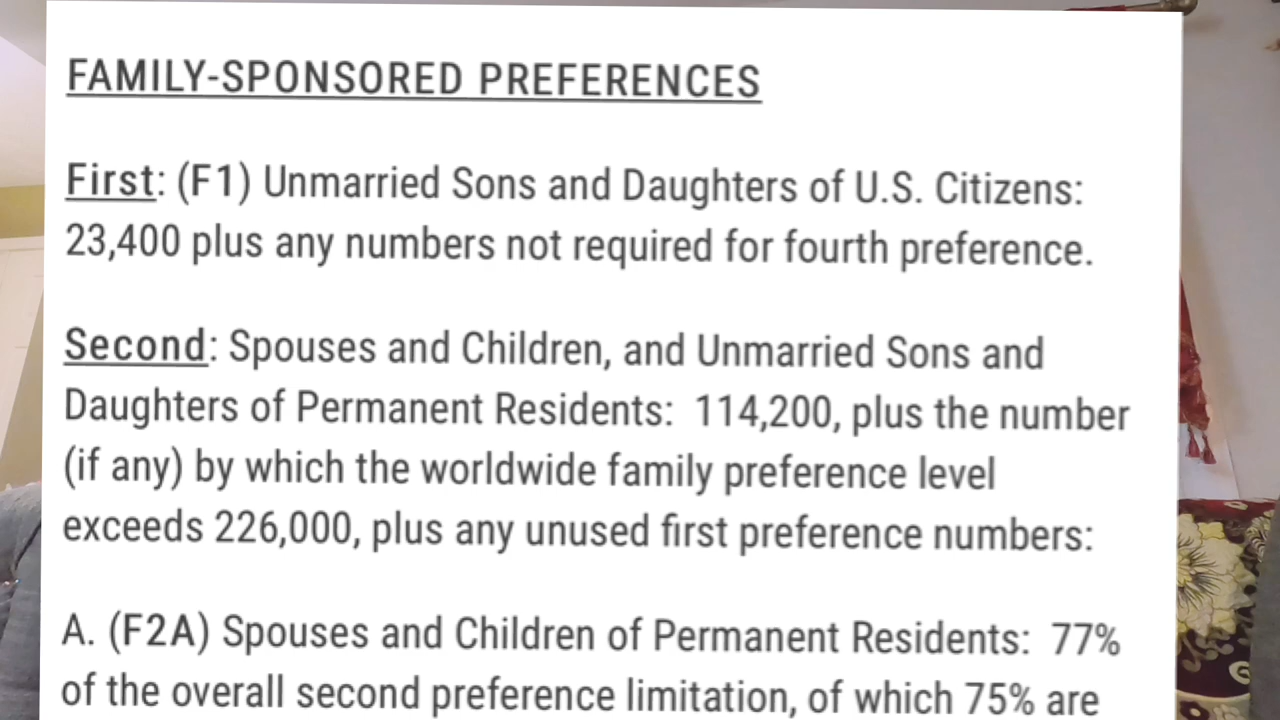 FAMILY-SPONSORED PREFERENCES
First: (F1) Unmarried Sons and Daughters of U.S. Citizens:
23,400 plus any numbers not required for fourth preference.
Second: Spouses and Children, and Unmarried Sons and
Daughters of Permanent Residents: 114,200, plus the number
(if any) by which the worldwide family preference level
exceeds 226,000, plus any unused first preference numbers:
A. (F2A) Spouses and Children of Permanent Residents: 77%
of the overall second preference limitation, of which 75% are